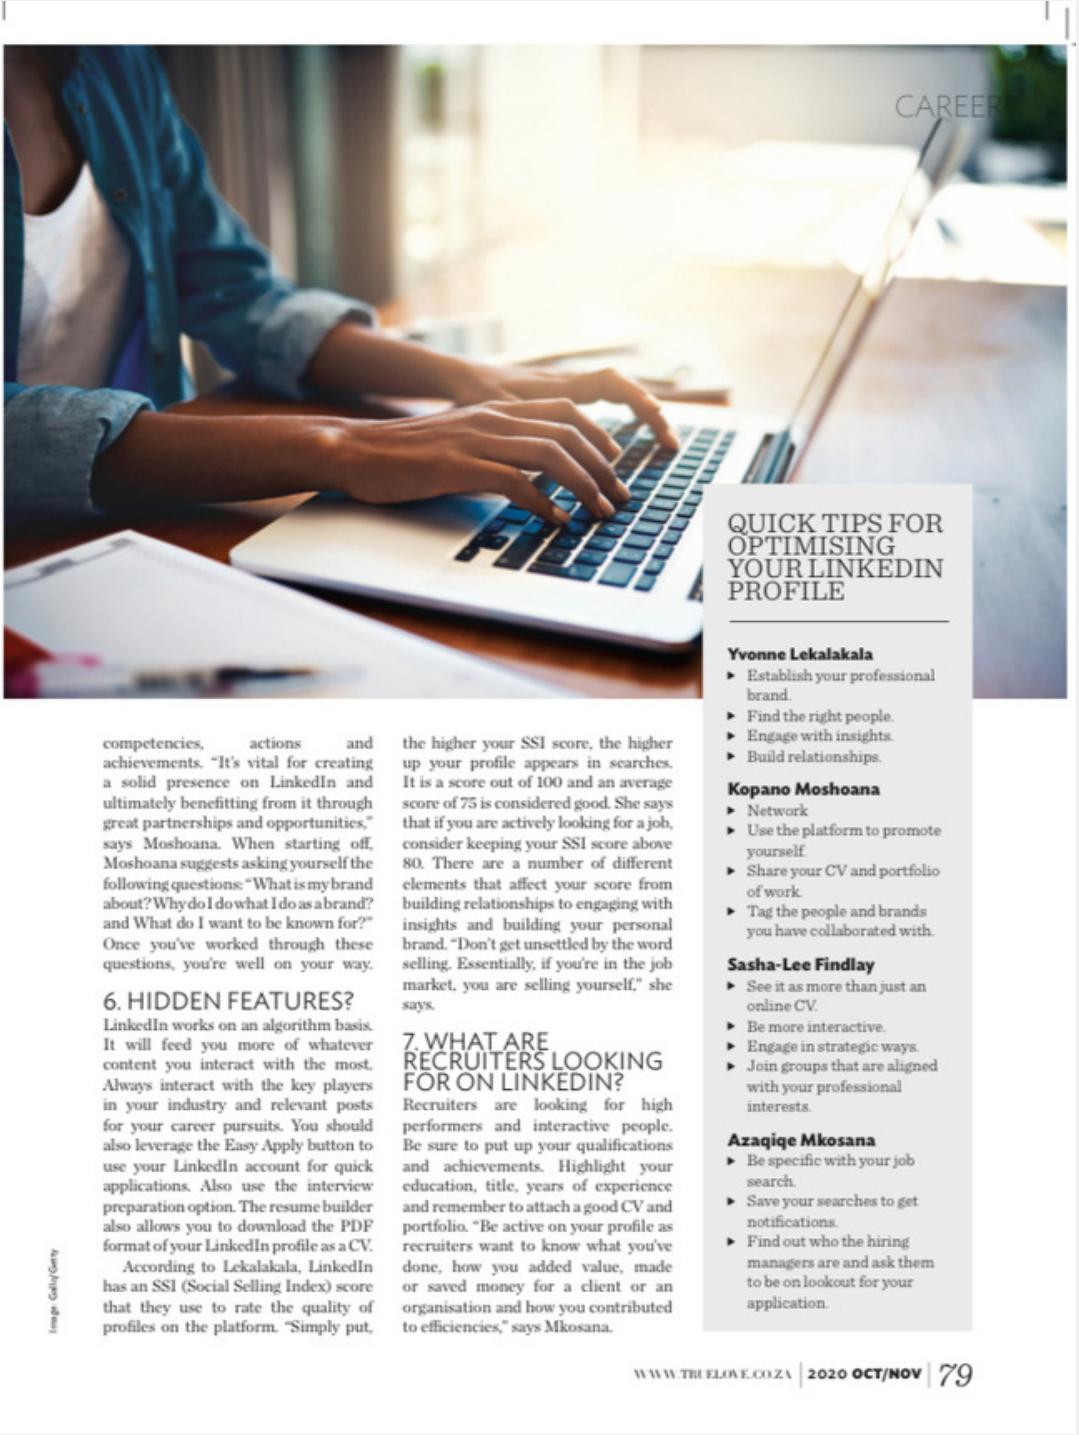 CAREER
competencies, actions and
achievements. “It’s vital for creating
a solid presence on LinkedIn and
ultimately benefitting from it through
great partnerships and opportunities,”
says Moshoana. When starting off,
Moshoana suggests asking yourself the
following questions: “What is my brand
about? Why do I do what I do as a brand?
and What do I want to be known for?”
Once you’ve worked through these
questions, you’re well on your way.
6. HIDDEN FEATURES?
LinkedIn works on an algorithm basis.
It will feed you more of whatever
content you interact with the most.
Always interact with the key players
in your industry and relevant posts
for your career pursuits. You should
also leverage the Easy Apply button to
use your LinkedIn account for quick
applications. Also use the interview
preparation option. The resume builder
also allows you to download the PDF
format of your LinkedIn profile as a CV.
According to Lekalakala, LinkedIn
has an SSI (Social Selling Index) score
that they use to rate the quality of
profiles on the platform. “Simply put,
the higher your SSI score, the higher
up your profile appears in searches.
It is a score out of 100 and an average
score of 75 is considered good. She says
that if you are actively looking for a job,
consider keeping your SSI score above
80. There are a number of different
elements that affect your score from
building relationships to engaging with
insights and building your personal
brand. “Don’t get unsettled by the word
selling. Essentially, if you’re in the job
market, you are selling yourself,” she
says.
7. WHAT ARE
RECRUITERS LOOKING
FOR ON LINKEDIN?
Recruiters are looking for high
performers and interactive people.
Be sure to put up your qualifications
and achievements. Highlight your
education, title, years of experience
and remember to attach a good CV and
portfolio. “Be active on your profile as
recruiters want to know what you’ve
done, how you added value, made
or saved money for a client or an
organisation and how you contributed
to efficiencies,” says Mkosana.
QUICK TIPS FOR
OPTIMISING
YOUR LINKEDIN
PROFILE
Yvonne Lekalakala
▶ Establish your professional
brand.
▶ Find the right people.
▶ Engage with insights.
▶ Build relationships.
Kopano Moshoana
▶ Network
▶ Use the platform to promote
yourself.
▶ Share your CV and portfolio
of work.
▶ Tag the people and brands
you have collaborated with.
Sasha-Lee Findlay
▶ See it as more than just an
online CV.
▶ Be more interactive.
▶ Engage in strategic ways.
▶ Join groups that are aligned
with your professional
interests.
Azaqiqe Mkosana
▶ Be specific with your job
search.
▶ Save your searches to get
notifications.
▶ Find out who the hiring
managers are and ask them
to be on lookout for your
application.
Image: Gallo/Getty
WWW.TRUELOVE.CO.ZA | 2020 OCT/NOV | 79